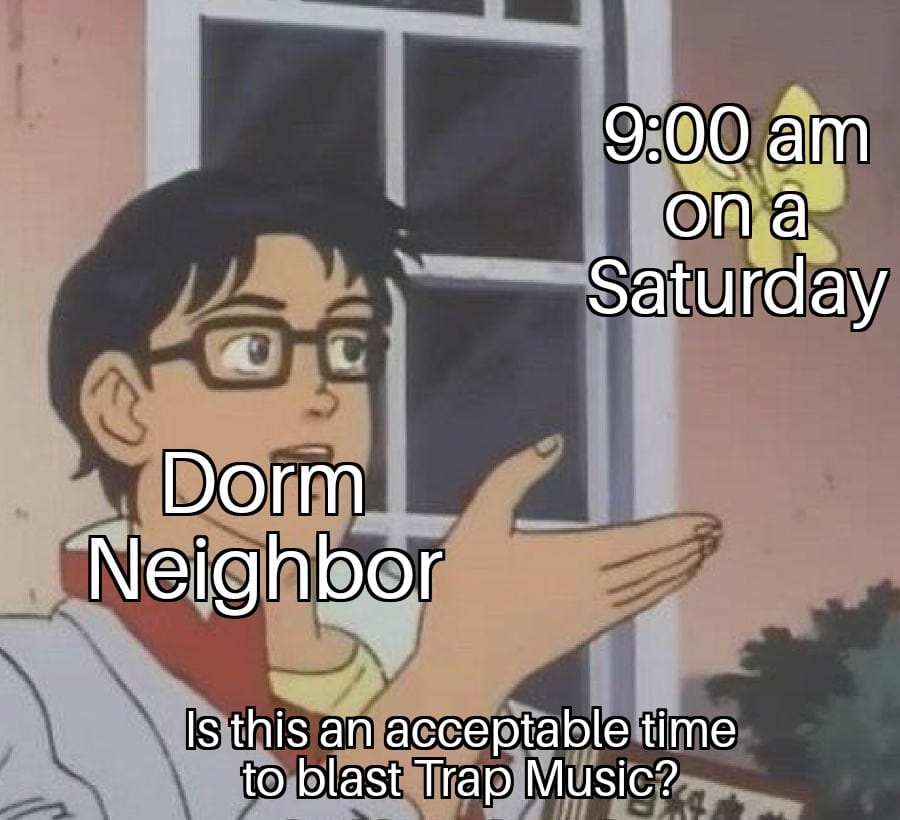 9:00 am
on a
Saturday
Dorm
Neighbor
Is this an acceptable time
to blast Trap Music?